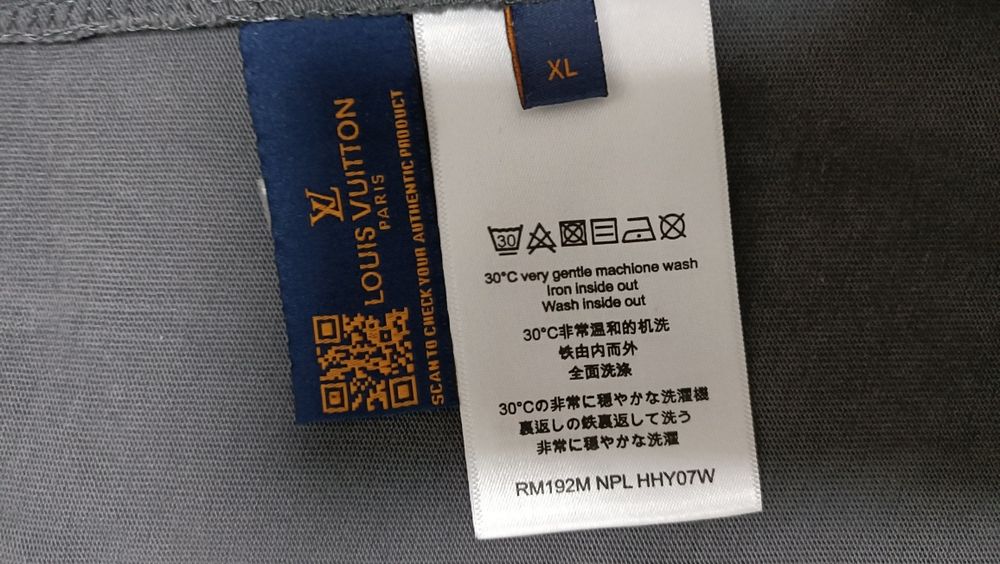 LV
LOUIS VUITTON
PARIS
SCAN TO CHECK YOUR AUTHENTIC PRODUCT
XL
30
30°C very gentle machione wash
Iron inside out
Wash inside out
30°C非常温和的机洗
铁由内而外
全面洗涤
30°Cの非常に穏やかな洗濯機
裏返しの鉄裏返して洗う
非常に穏やかな洗濯
RM192M NPL HHY07W